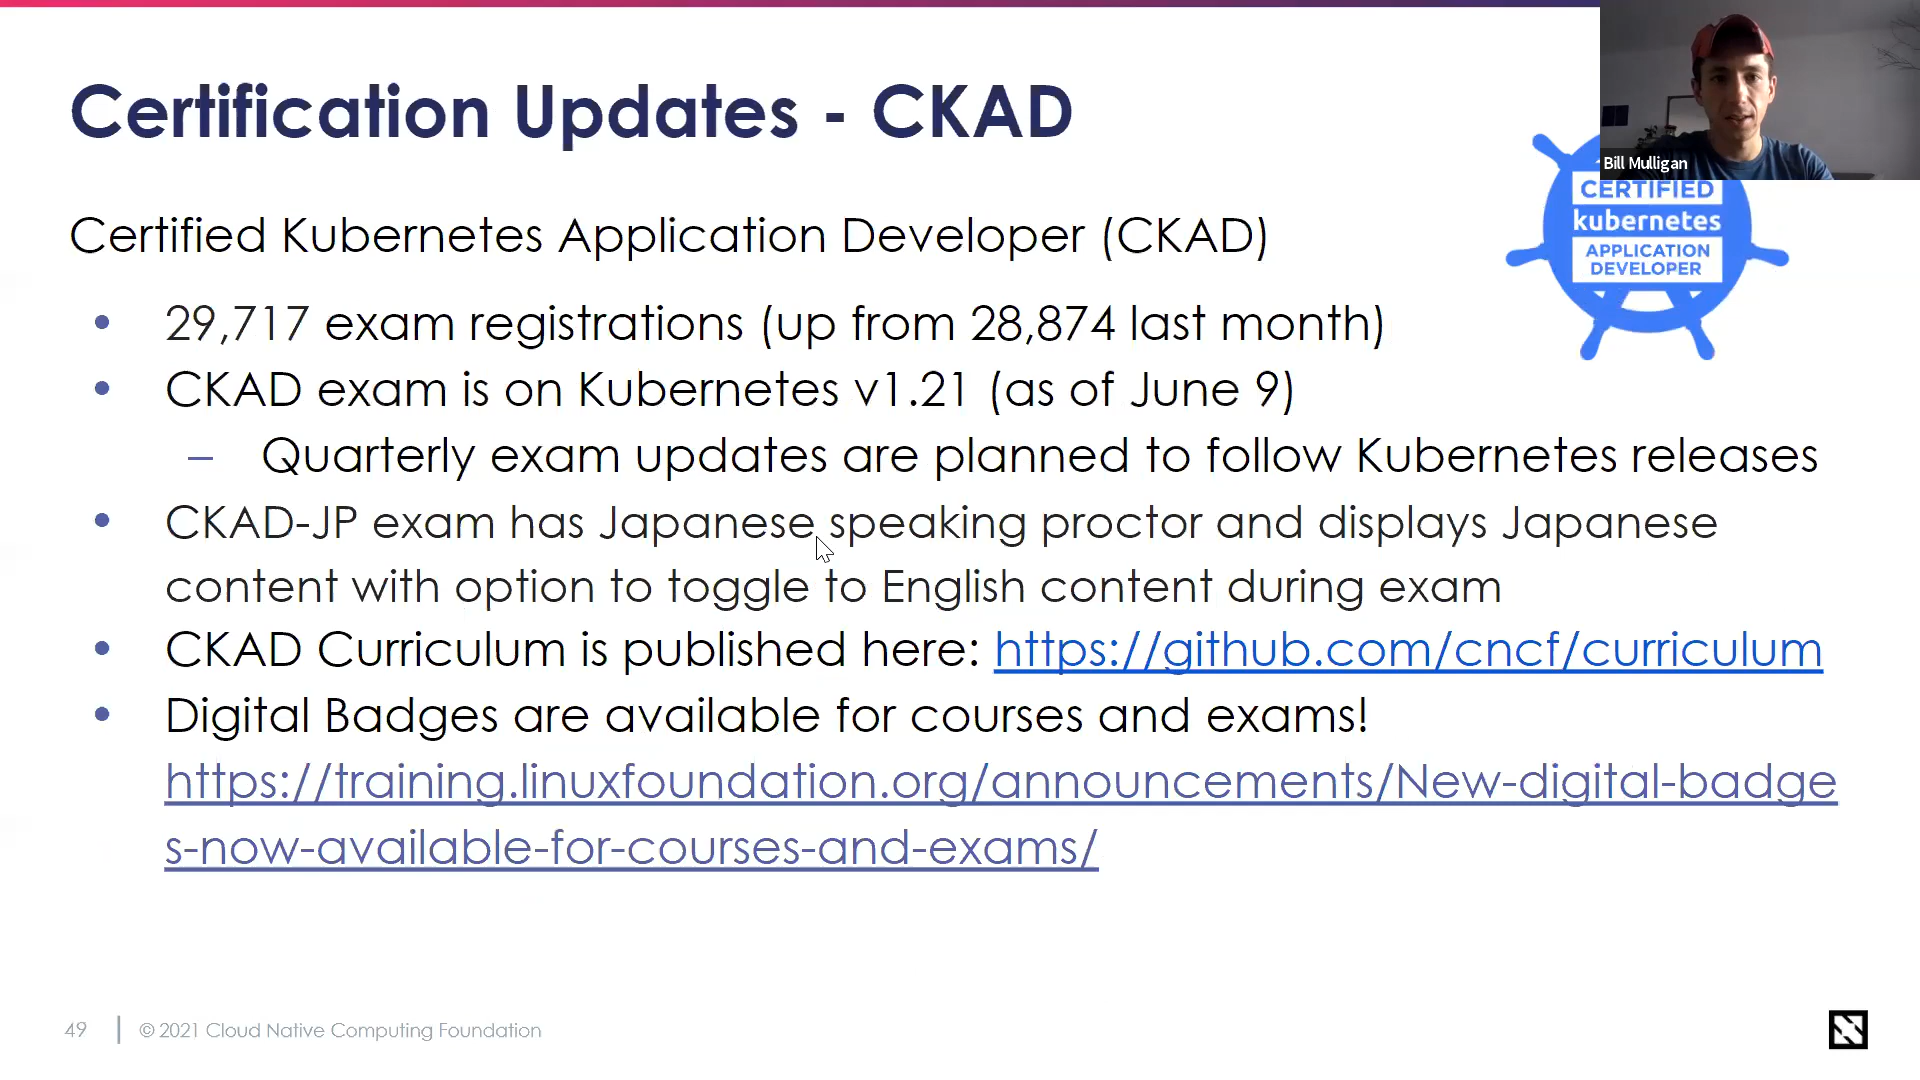 Certification Updates - CKAD
Bill Mulligan
CERTIFIED
kubernetes
APPLICATION
DEVELOPER
Certified Kubernetes Application Developer (CKAD)
• 29,717 exam registrations (up from 28,874 last month)
• CKAD exam is on Kubernetes v1.21 (as of June 9)
– Quarterly exam updates are planned to follow Kubernetes releases
• CKAD-JP exam has Japanese speaking proctor and displays Japanese
content with option to toggle to English content during exam
• CKAD Curriculum is published here: https://github.com/cncf/curriculum
• Digital Badges are available for courses and exams!
https://training.linuxfoundation.org/announcements/New-digital-badge
s-now-available-for-courses-and-exams/
49 | © 2021 Cloud Native Computing Foundation